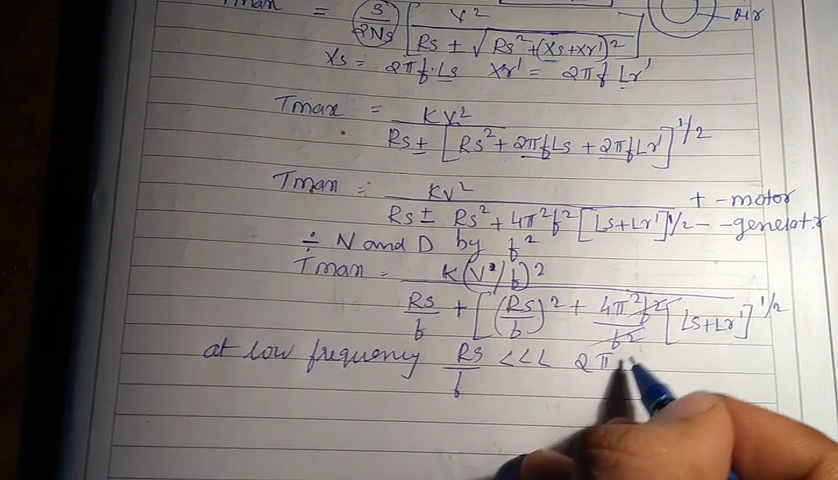 Tmax = 3/2Ns [ V² / Rs ± √Rs² + (Xs + Xr')² ] air
Xs = 2πf·Ls Xr' = 2πf Lr'
Tmax = KV² / Rs ± [Rs² + 2πfLs + 2πfLr']^1/2
Tmax = KV² / Rs ± Rs² + 4π²f² [Ls+Lr']^1/2 + - motor
- - generator
÷ N and D by f²
Tmax = K(V/f)² / Rs/f + [(Rs/f)² + 4π²f²/f² [Ls+Lr']^1/2
at low frequency Rs/f <<< 2π